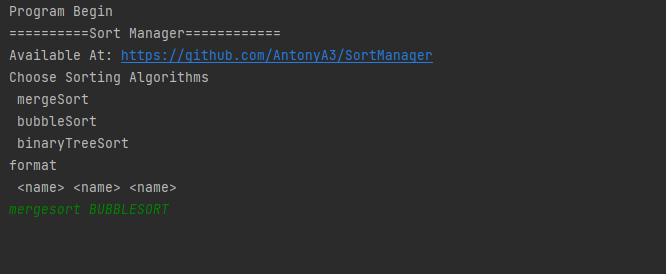 Program Begin
==========Sort Manager============
Available At: https://github.com/AntonyA3/SortManager
Choose Sorting Algorithms
mergeSort
bubbleSort
binaryTreeSort
format
<name> <name> <name>
mergesort BUBBLESORT